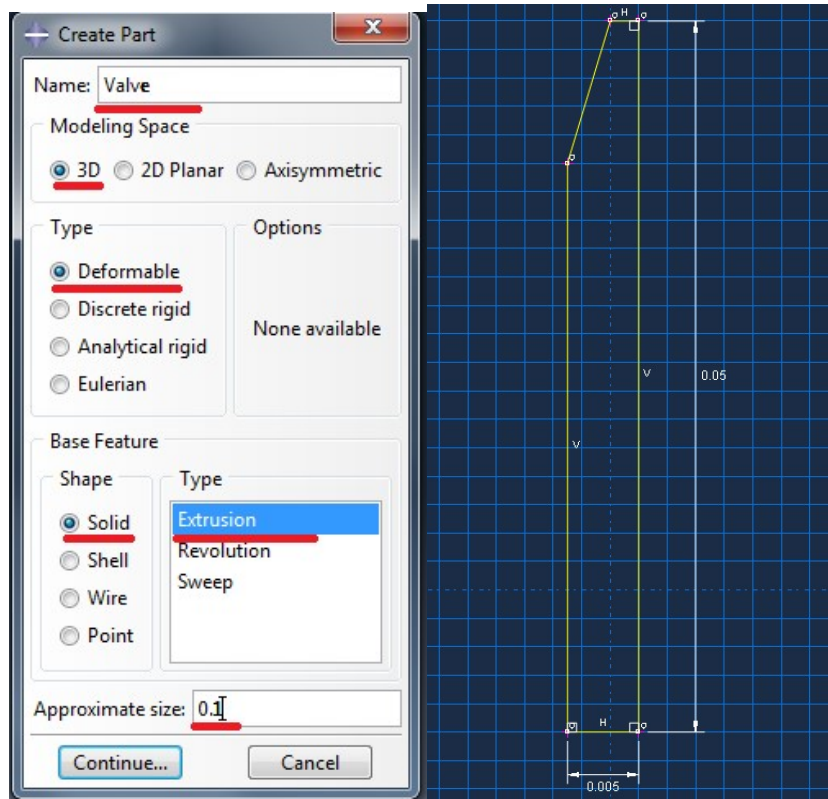 Create Part
Name: Valve
Modeling Space
3D 2D Planar Axisymmetric
Type
Deformable
Discrete rigid
Analytical rigid
Eulerian
Options
None available
Base Feature
Shape
Solid
Shell
Wire
Point
Type
Extrusion
Revolution
Sweep
Approximate size: 0.1
Continue...
Cancel
H
V
0.05
V
H
0.005